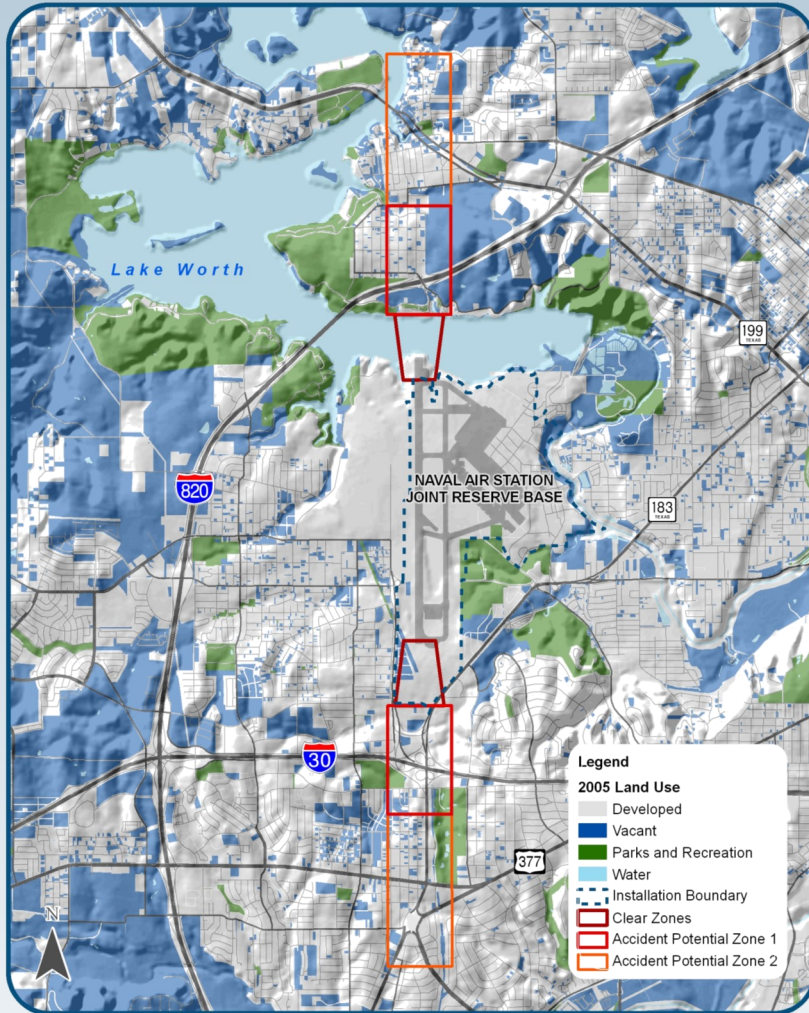 Lake Worth
199
TEXAS
820
NAVAL AIR STATION
JOINT RESERVE BASE
183
TEXAS
30
377
N
Legend
2005 Land Use
Developed
Vacant
Parks and Recreation
Water
Installation Boundary
Clear Zones
Accident Potential Zone 1
Accident Potential Zone 2